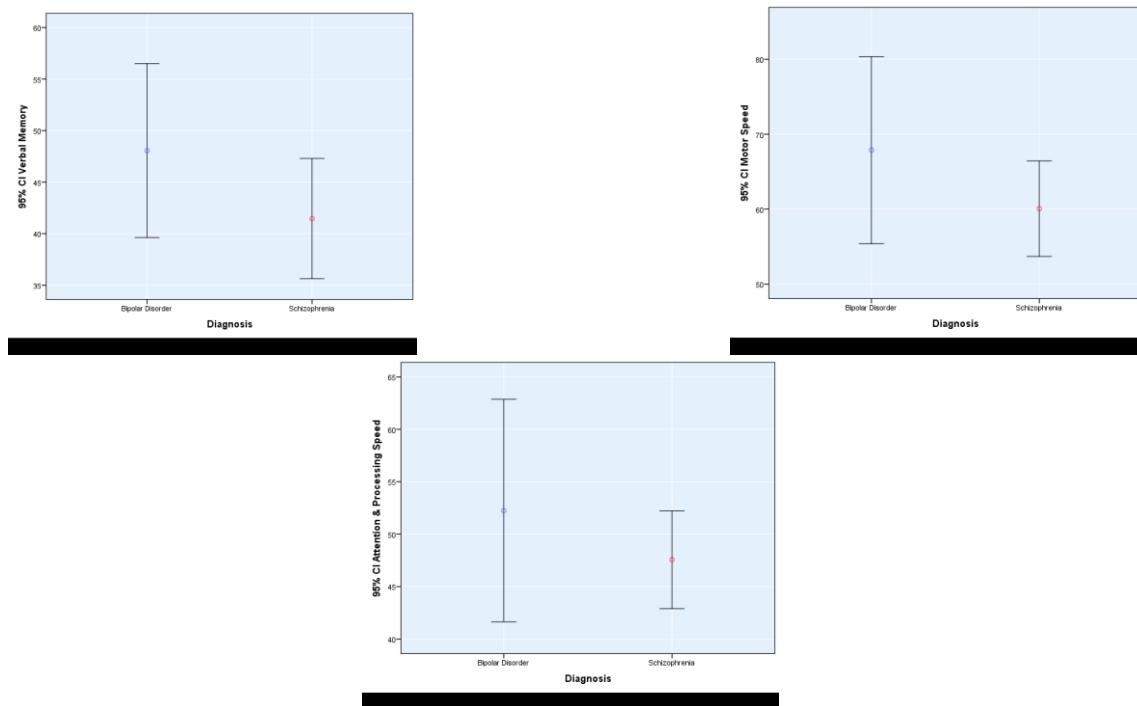 95% CI Verbal Memory
60
55
50
45
40
35
Bipolar Disorder Schizophrenia
Diagnosis
95% CI Motor Speed
80
70
60
50
Bipolar Disorder Schizophrenia
Diagnosis
95% CI Attention & Processing Speed
65
60
55
50
45
40
Bipolar Disorder Schizophrenia
Diagnosis